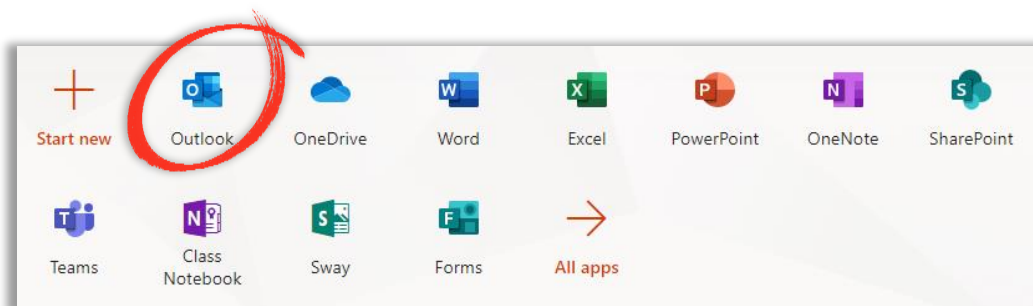 Start new
Outlook
OneDrive
Word
Excel
PowerPoint
OneNote
SharePoint
Teams
Class
Notebook
Sway
Forms
All apps